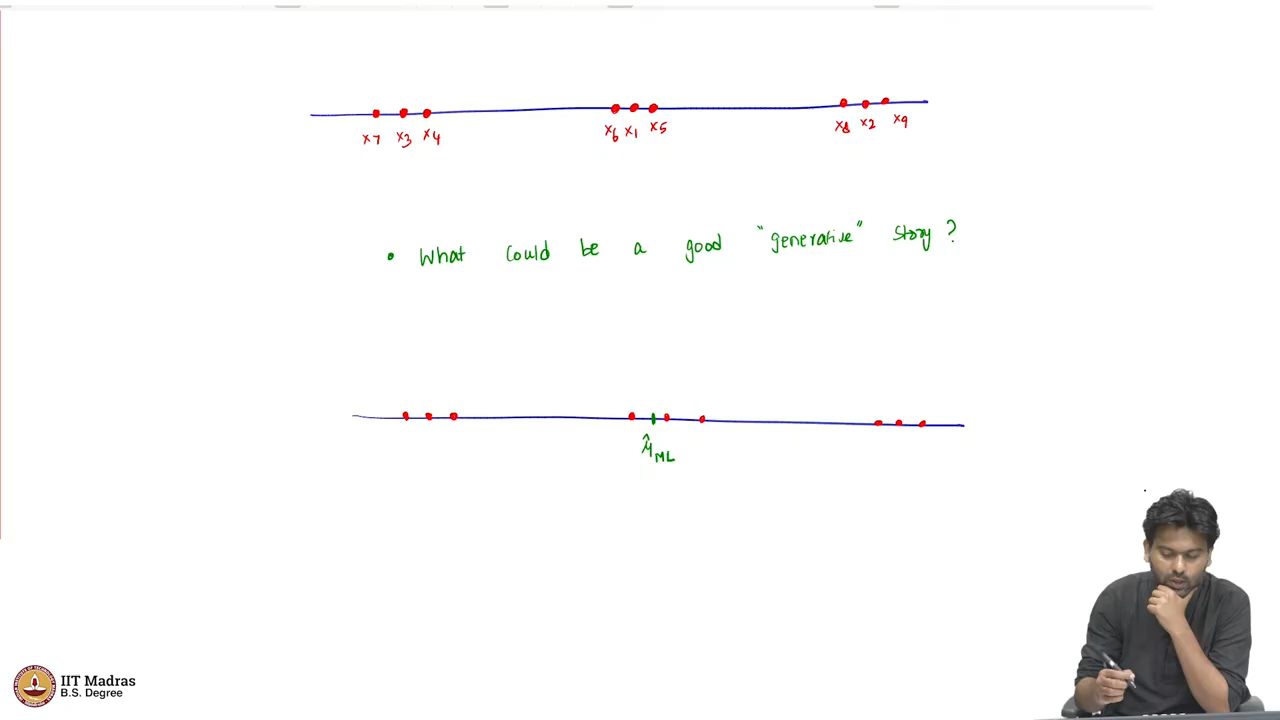 x7 x3 x4 x6 x1 x5 x8 x2 x9
• What could be a good "generative" story?
μ̂ML
IIT Madras
B.S. Degree